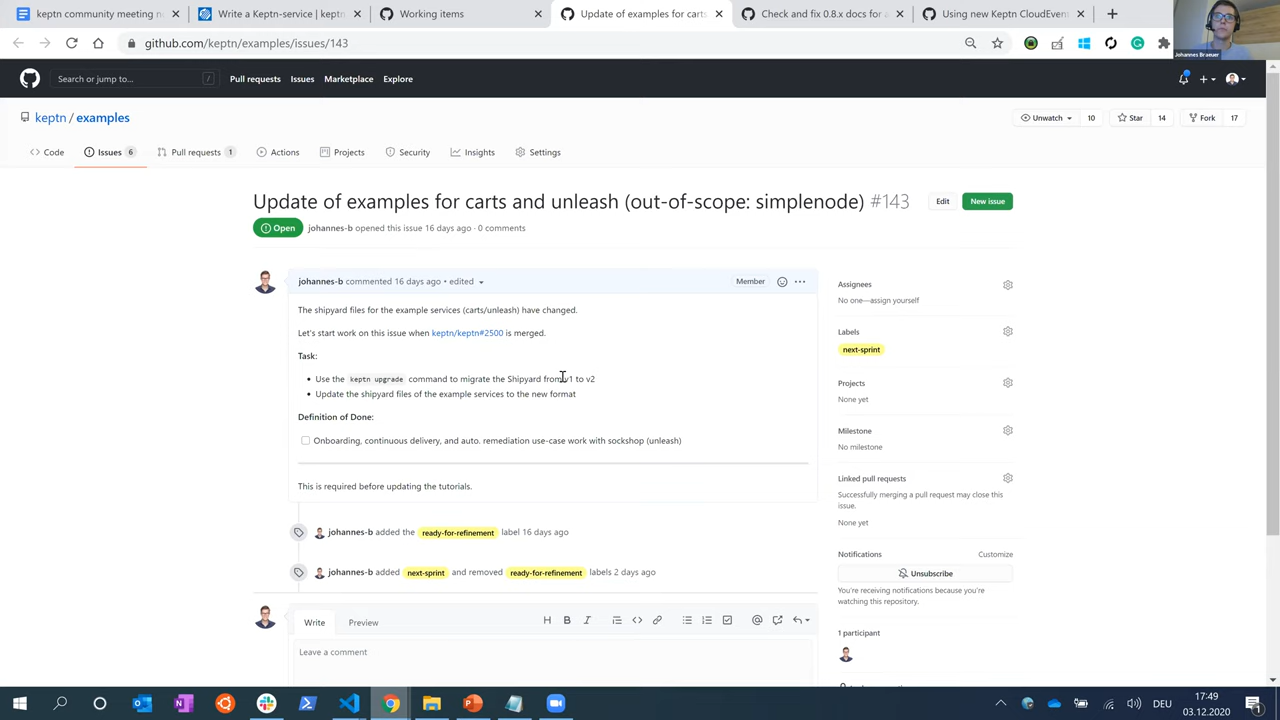 keptn community meeting n
Write a Keptn-service | keptn
Working items
Update of examples for carts
Check and fix 0.8.x docs for a
Using new Keptn CloudEvent
github.com/keptn/examples/issues/143
Johannes Braeuer
Search or jump to...
/
Pull requests
Issues
Marketplace
Explore
keptn / examples
Unwatch
10
Star
14
Fork
17
Code
Issues 6
Pull requests 1
Actions
Projects
Security
Insights
Settings
Update of examples for carts and unleash (out-of-scope: simplenode) #143
Edit
New issue
Open
johannes-b opened this issue 16 days ago · 0 comments
johannes-b commented 16 days ago • edited
Member
The shipyard files for the example services (carts/unleash) have changed.
Let's start work on this issue when keptn/keptn#2500 is merged.
Task:
• Use the keptn upgrade command to migrate the Shipyard from v1 to v2
• Update the shipyard files of the example services to the new format
Definition of Done:
Onboarding, continuous delivery, and auto. remediation use-case work with sockshop (unleash)
This is required before updating the tutorials.
johannes-b added the ready-for-refinement label 16 days ago
johannes-b added next-sprint and removed ready-for-refinement labels 2 days ago
Write
Preview
Leave a comment
Assignees
No one—assign yourself
Labels
next-sprint
Projects
None yet
Milestone
No milestone
Linked pull requests
Successfully merging a pull request may close this
issue.
None yet
Notifications
Customize
Unsubscribe
You're receiving notifications because you're
watching this repository.
1 participant
DEU
17:49
03.12.2020